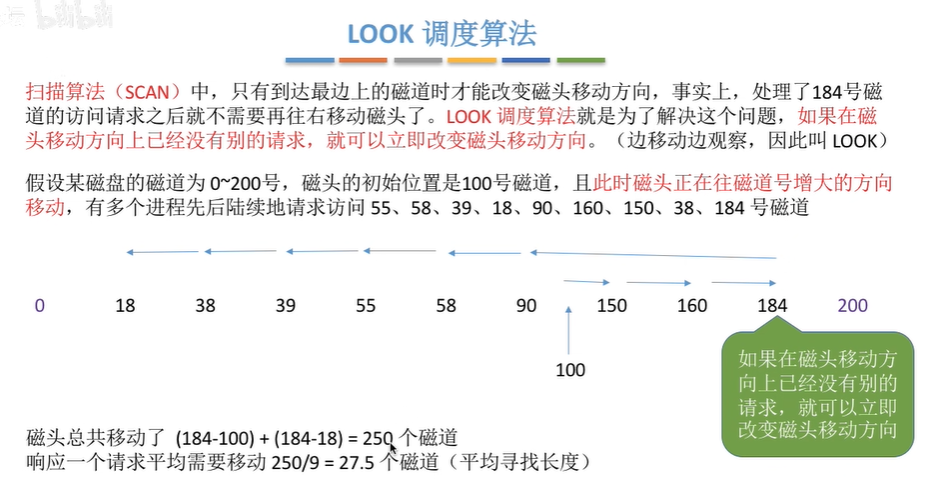 bilibili
LOOK 调度算法
扫描算法（SCAN）中，只有到达最边上的磁道时才能改变磁头移动方向，事实上，处理了184号磁
道的访问请求之后就不需要再往右移动磁头了。LOOK 调度算法就是为了解决这个问题，如果在磁
头移动方向上已经没有别的请求，就可以立即改变磁头移动方向。（边移动边观察，因此叫 LOOK）
假设某磁盘的磁道为 0~200号，磁头的初始位置是100号磁道，且此时磁头正在往磁道号增大的方向
移动，有多个进程先后陆续地请求访问 55、58、39、18、90、160、150、38、184 号磁道
0 18 38 39 55 58 90 150 160 184 200
100
如果在磁头移动方
向上已经没有别的
请求，就可以立即
改变磁头移动方向
磁头总共移动了 (184-100) + (184-18) = 250 个磁道
响应一个请求平均需要移动 250/9 = 27.5 个磁道（平均寻找长度）